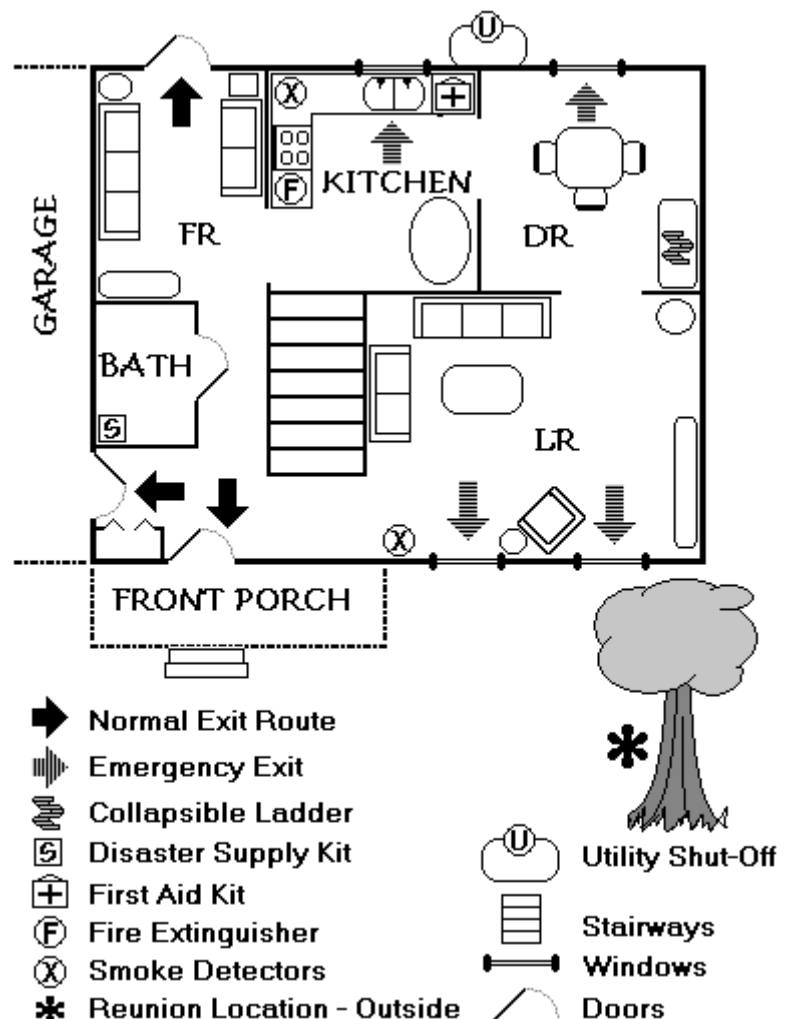 U
X
KITCHEN
F
FR
DR
GARAGE
BATH
S
LR
X
FRONT PORCH
Normal Exit Route
Emergency Exit
Collapsible Ladder
S Disaster Supply Kit
First Aid Kit
F Fire Extinguisher
X Smoke Detectors
Reunion Location - Outside
U Utility Shut-Off
Stairways
Windows
Doors